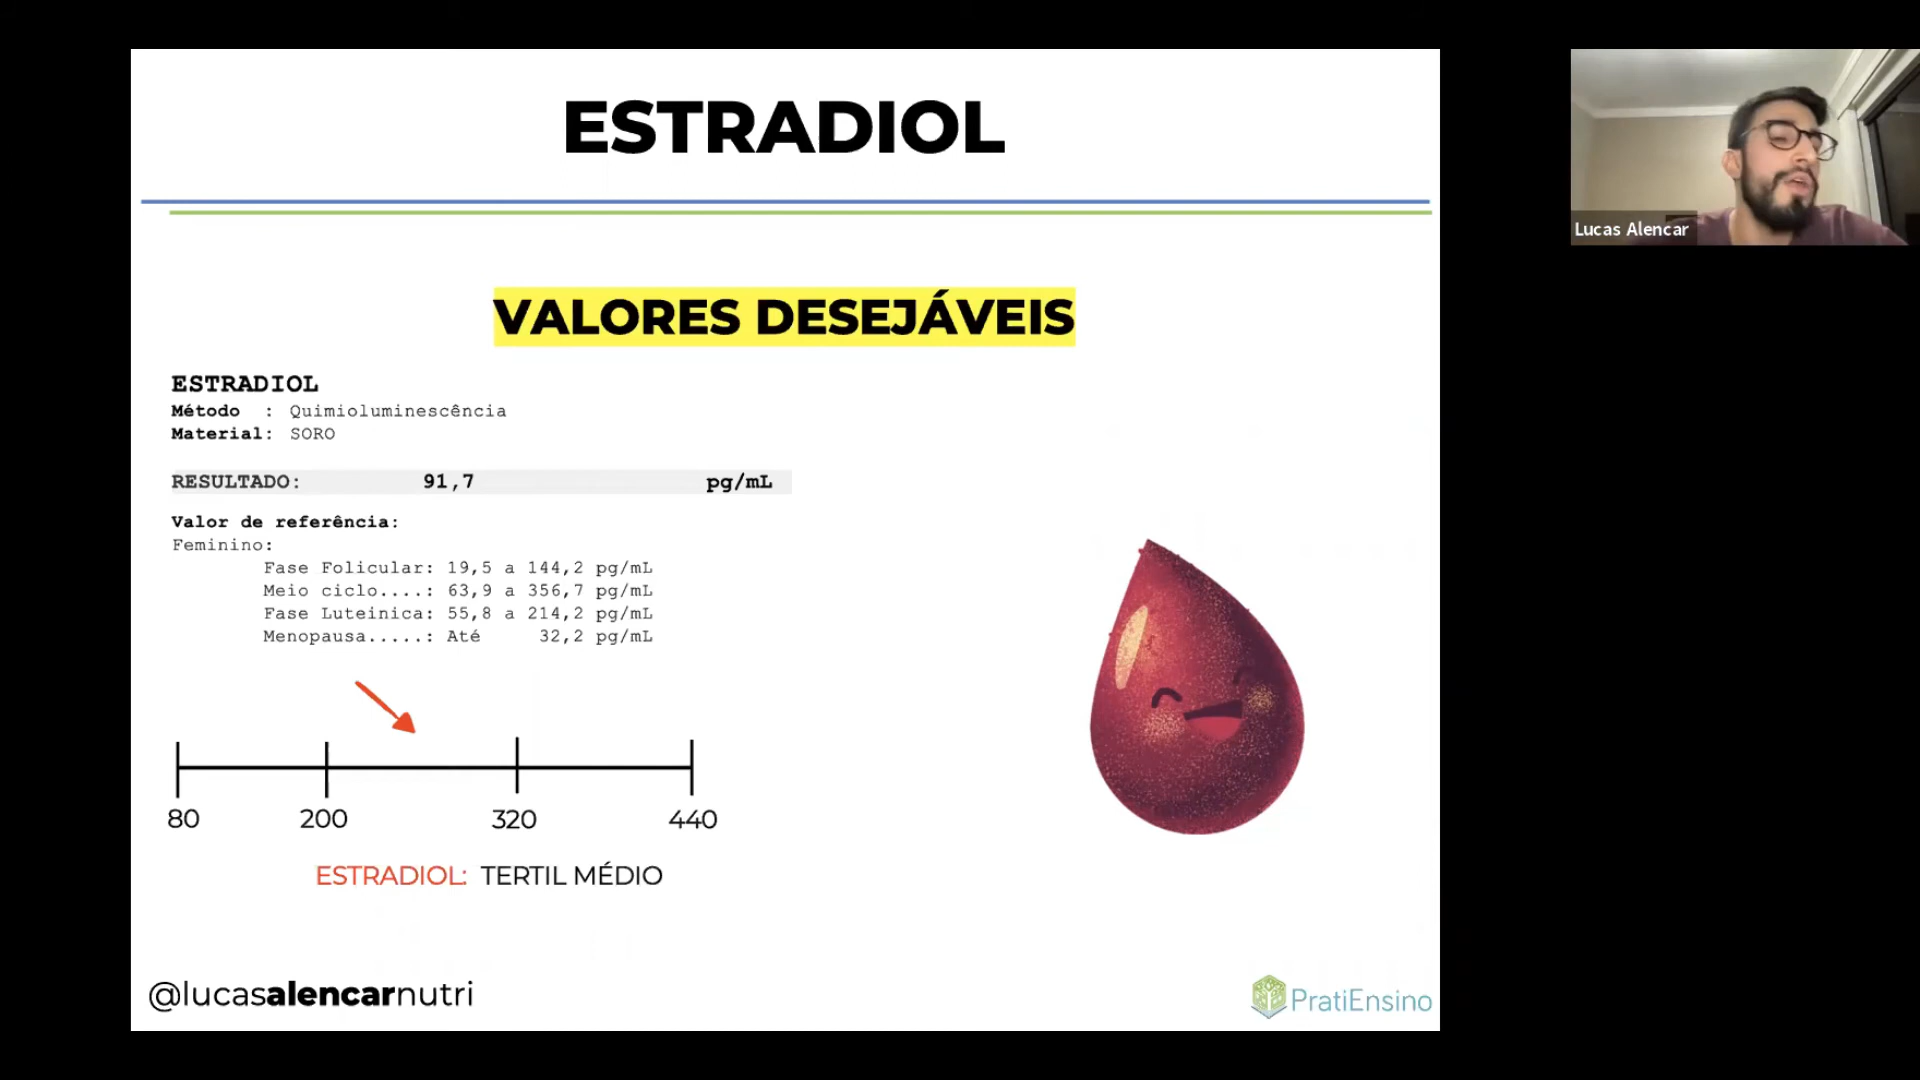 ESTRADIOL
Lucas Alencar
VALORES DESEJÁVEIS
ESTRADIOL
Método : Quimioluminescência
Material: SORO
RESULTADO: 91,7 pg/mL
Valor de referência:
Feminino:
Fase Folicular: 19,5 a 144,2 pg/mL
Meio ciclo....: 63,9 a 356,7 pg/mL
Fase Luteinica: 55,8 a 214,2 pg/mL
Menopausa.....: Até 32,2 pg/mL
80 200 320 440
ESTRADIOL: TERTIL MÉDIO
@lucasalencarnutri
PratiEnsino